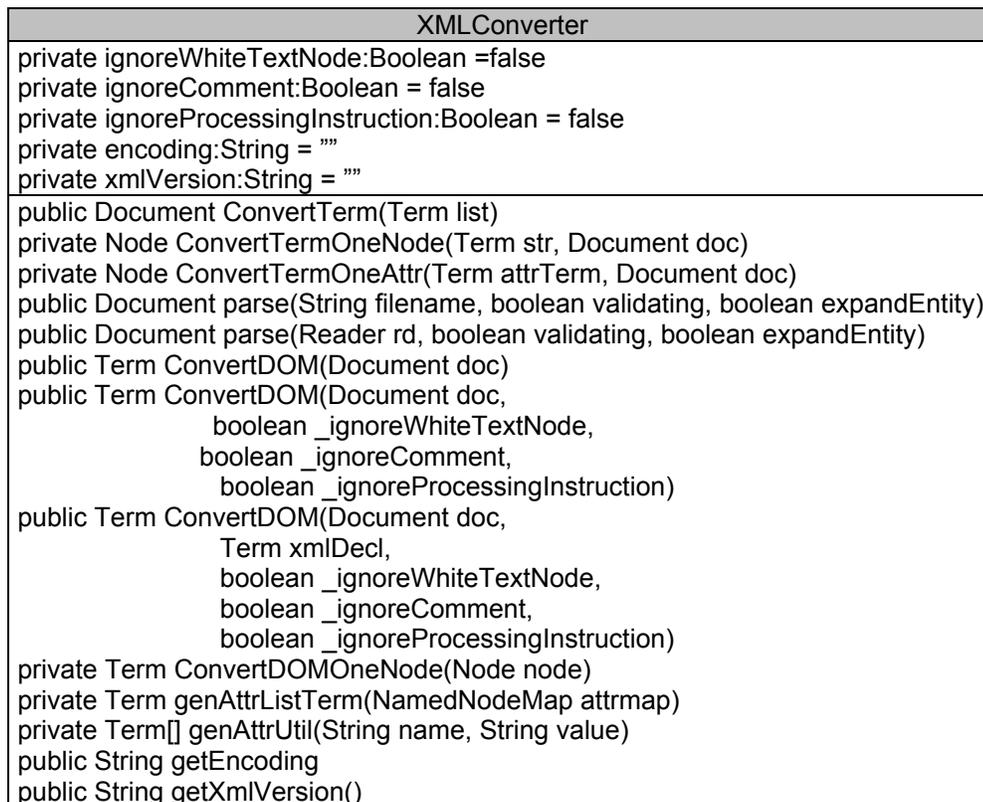 XMLConverter
private ignoreWhiteTextNode:Boolean =false
private ignoreComment:Boolean = false
private ignoreProcessingInstruction:Boolean = false
private encoding:String = ””
private xmlVersion:String = ””
public Document ConvertTerm(Term list)
private Node ConvertTermOneNode(Term str, Document doc)
private Node ConvertTermOneAttr(Term attrTerm, Document doc)
public Document parse(String filename, boolean validating, boolean expandEntity)
public Document parse(Reader rd, boolean validating, boolean expandEntity)
public Term ConvertDOM(Document doc)
public Term ConvertDOM(Document doc,
boolean _ignoreWhiteTextNode,
boolean _ignoreComment,
boolean _ignoreProcessingInstruction)
public Term ConvertDOM(Document doc,
Term xmlDecl,
boolean _ignoreWhiteTextNode,
boolean _ignoreComment,
boolean _ignoreProcessingInstruction)
private Term ConvertDOMOneNode(Node node)
private Term genAttrListTerm(NamedNodeMap attrmap)
private Term[] genAttrUtil(String name, String value)
public String getEncoding
public String getXmlVersion()